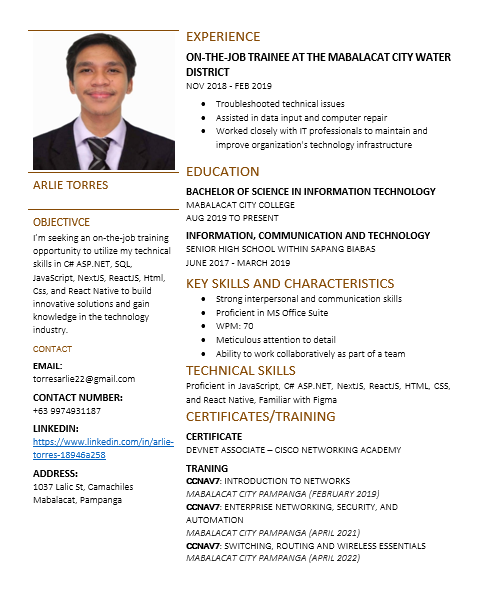 ARLIE TORRES
OBJECTIVCE
I'm seeking an on-the-job training
opportunity to utilize my technical
skills in C# ASP.NET, SQL,
JavaScript, NextJS, ReactJS, Html,
Css, and React Native to build
innovative solutions and gain
knowledge in the technology
industry.
CONTACT
EMAIL:
torresarlie22@gmail.com
CONTACT NUMBER:
+63 9974931187
LINKEDIN:
https://www.linkedin.com/in/arlie-
torres-18946a258
ADDRESS:
1037 Lalic St, Camachiles
Mabalacat, Pampanga
EXPERIENCE
ON-THE-JOB TRAINEE AT THE MABALACAT CITY WATER
DISTRICT
NOV 2018 - FEB 2019
• Troubleshooted technical issues
• Assisted in data input and computer repair
• Worked closely with IT professionals to maintain and
improve organization's technology infrastructure
EDUCATION
BACHELOR OF SCIENCE IN INFORMATION TECHNOLOGY
MABALACAT CITY COLLEGE
AUG 2019 TO PRESENT
INFORMATION, COMMUNICATION AND TECHNOLOGY
SENIOR HIGH SCHOOL WITHIN SAPANG BIABAS
JUNE 2017 - MARCH 2019
KEY SKILLS AND CHARACTERISTICS
• Strong interpersonal and communication skills
• Proficient in MS Office Suite
• WPM: 70
• Meticulous attention to detail
• Ability to work collaboratively as part of a team
TECHNICAL SKILLS
Proficient in JavaScript, C# ASP.NET, NextJS, ReactJS, HTML, CSS,
and React Native, Familiar with Figma
CERTIFICATES/TRAINING
CERTIFICATE
DEVNET ASSOCIATE – CISCO NETWORKING ACADEMY
TRANING
CCNAV7: INTRODUCTION TO NETWORKS
MABALACAT CITY PAMPANGA (FEBRUARY 2019)
CCNAV7: ENTERPRISE NETWORKING, SECURITY, AND
AUTOMATION
MABALACAT CITY PAMPANGA (APRIL 2021)
CCNAV7: SWITCHING, ROUTING AND WIRELESS ESSENTIALS
MABALACAT CITY PAMPANGA (APRIL 2022)